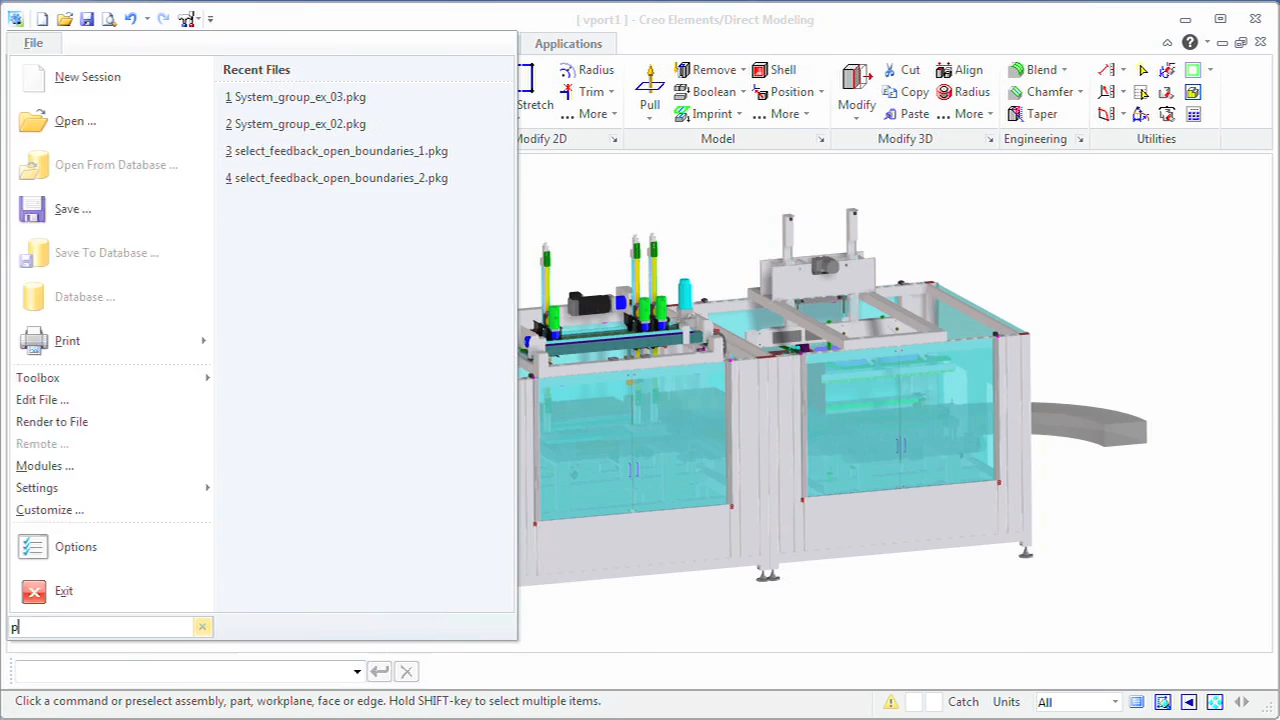 [ vport1 ] - Creo Elements/Direct Modeling
File
Applications
New Session
Open ...
Open From Database ...
Save ...
Save To Database ...
Database ...
Print
Toolbox
Edit File ...
Render to File
Remote ...
Modules ...
Settings
Customize ...
Options
Exit
p
Recent Files
1 System_group_ex_03.pkg
2 System_group_ex_02.pkg
3 select_feedback_open_boundaries_1.pkg
4 select_feedback_open_boundaries_2.pkg
Stretch
Radius
Trim
... More
Modify 2D
Pull
Remove
Boolean
Imprint
Shell
Position
... More
Model
Modify
Cut
Copy
Paste
Align
Radius
... More
Modify 3D
Blend
Chamfer
Taper
Engineering
Utilities
Click a command or preselect assembly, part, workplane, face or edge. Hold SHIFT-key to select multiple items.
Catch
Units
All